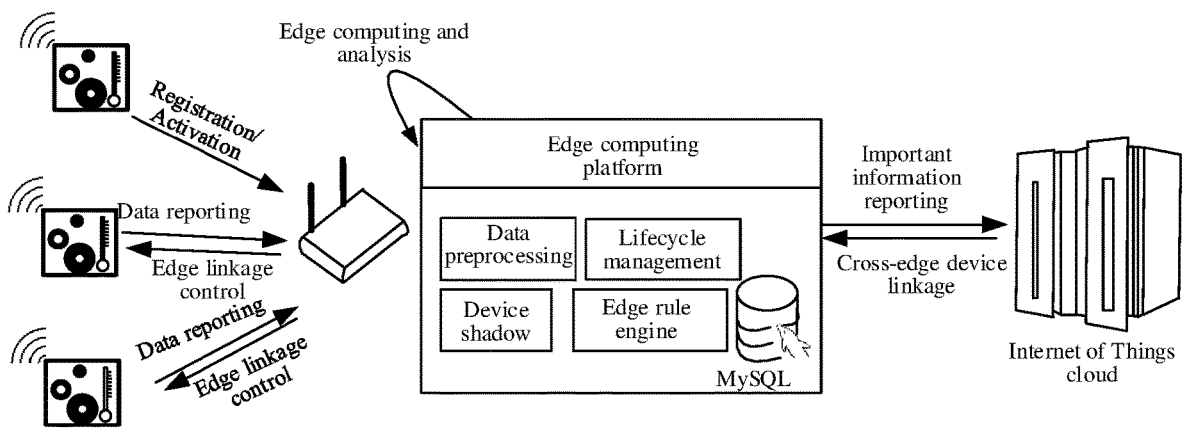 Edge computing and
analysis
Registration/
Activation
Data reporting
Edge linkage
control
Data reporting
Edge linkage
control
Edge computing
platform
Data
preprocessing
Lifecycle
management
Device
shadow
Edge rule
engine
MySQL
Important
information
reporting
Cross-edge device
linkage
Internet of Things
cloud